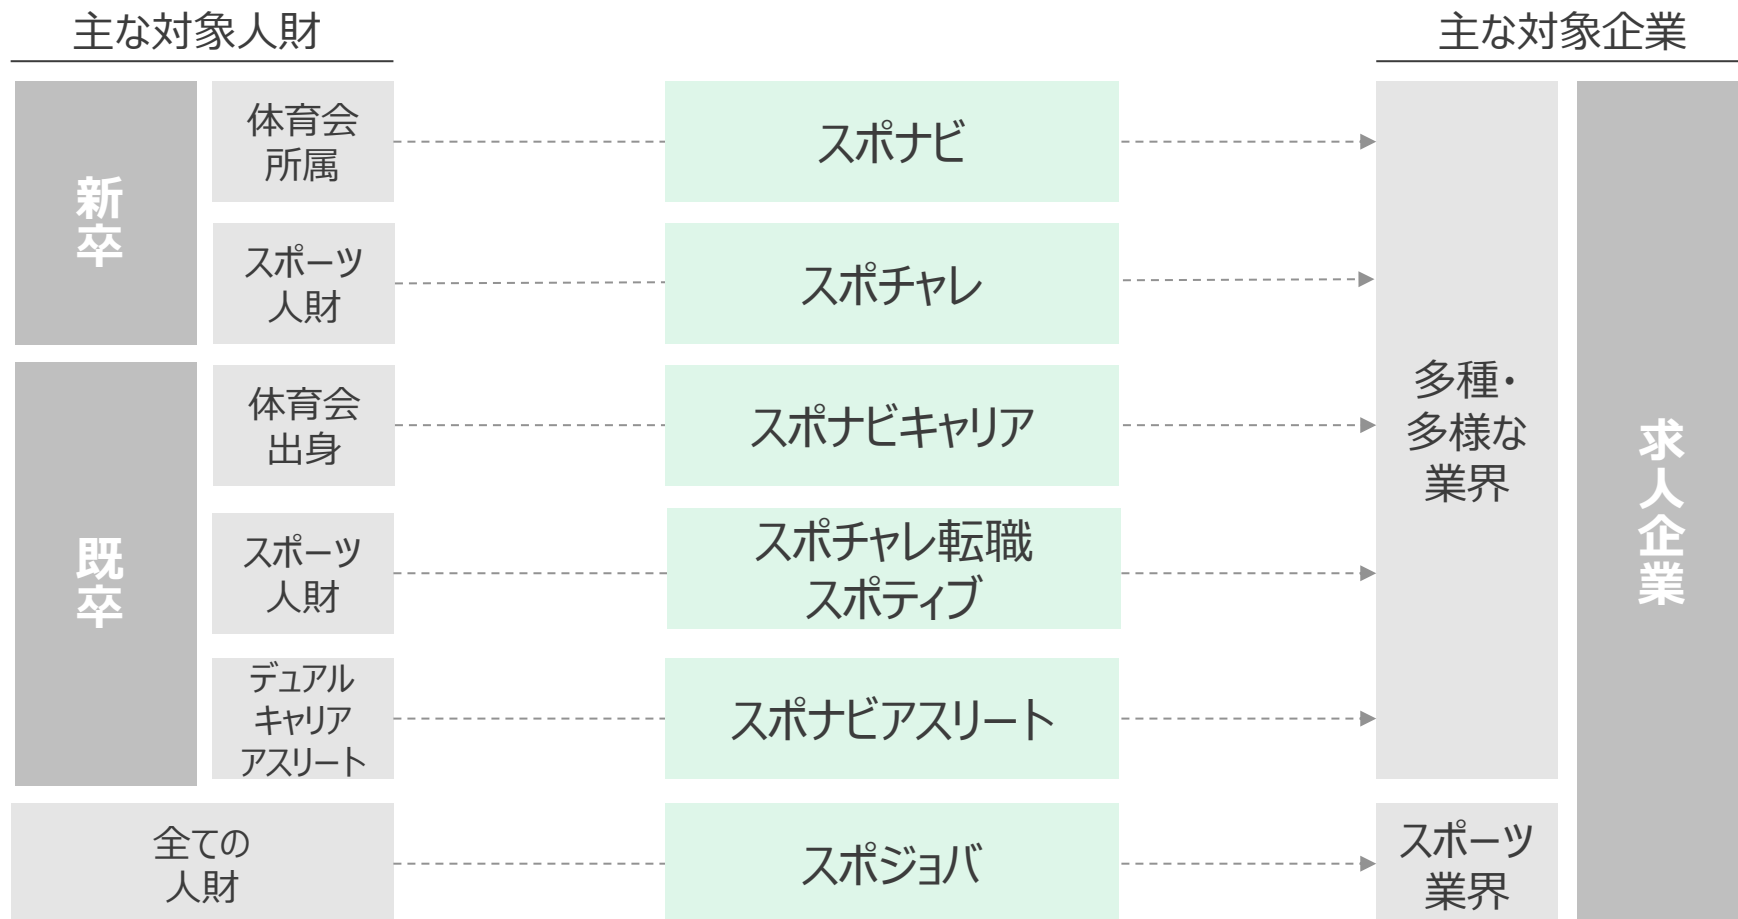 主な対象人財
主な対象企業
新卒
体育会
所属
スポナビ
スポーツ
人財
スポチャレ
既卒
体育会
出身
スポナビキャリア
スポーツ
人財
スポチャレ転職
スポティブ
デュアル
キャリア
アスリート
スポナビアスリート
全ての
人財
スポジョバ
多種・
多様な
業界
スポーツ
業界
求人企業